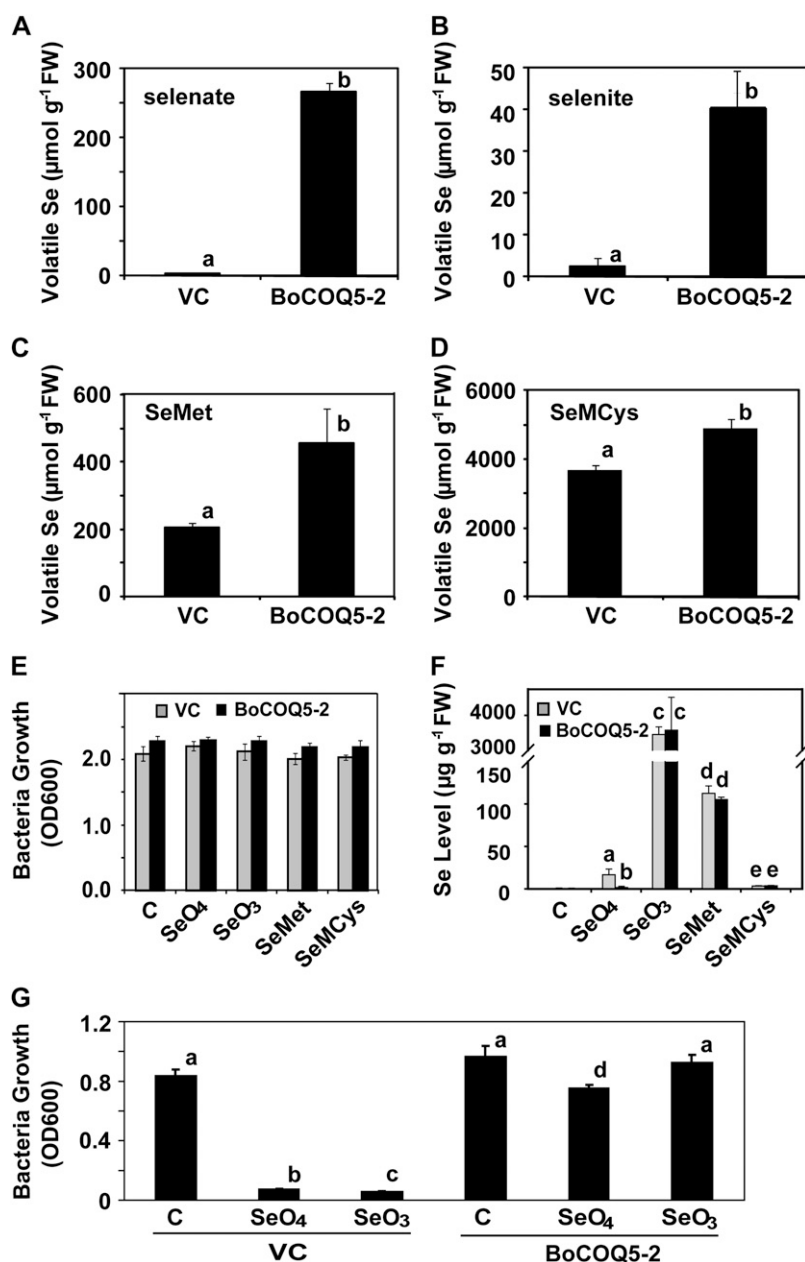 A
Volatile Se (µmol g-1 FW)
300
200
100
0
selenate
a
b
VC
BoCOQ5-2
B
Volatile Se (µmol g-1 FW)
50
40
30
20
10
0
selenite
a
b
VC
BoCOQ5-2
C
Volatile Se (µmol g-1 FW)
600
400
200
0
SeMet
a
b
VC
BoCOQ5-2
D
Volatile Se (µmol g-1 FW)
6000
4000
2000
0
SeMCys
a
b
VC
BoCOQ5-2
E
Bacteria Growth
(OD600)
2.0
1.0
0.0
VC
BoCOQ5-2
C
SeO4
SeO3
SeMet
SeMCys
F
Se Level (µg g-1 FW)
4000
3000
150
100
50
0
VC
BoCOQ5-2
a
b
c c
d d
e e
C
SeO4
SeO3
SeMet
SeMCys
G
Bacteria Growth
(OD600)
1.2
0.8
0.4
0
a
b
c
a
d
a
C
SeO4
SeO3
C
SeO4
SeO3
VC
BoCOQ5-2